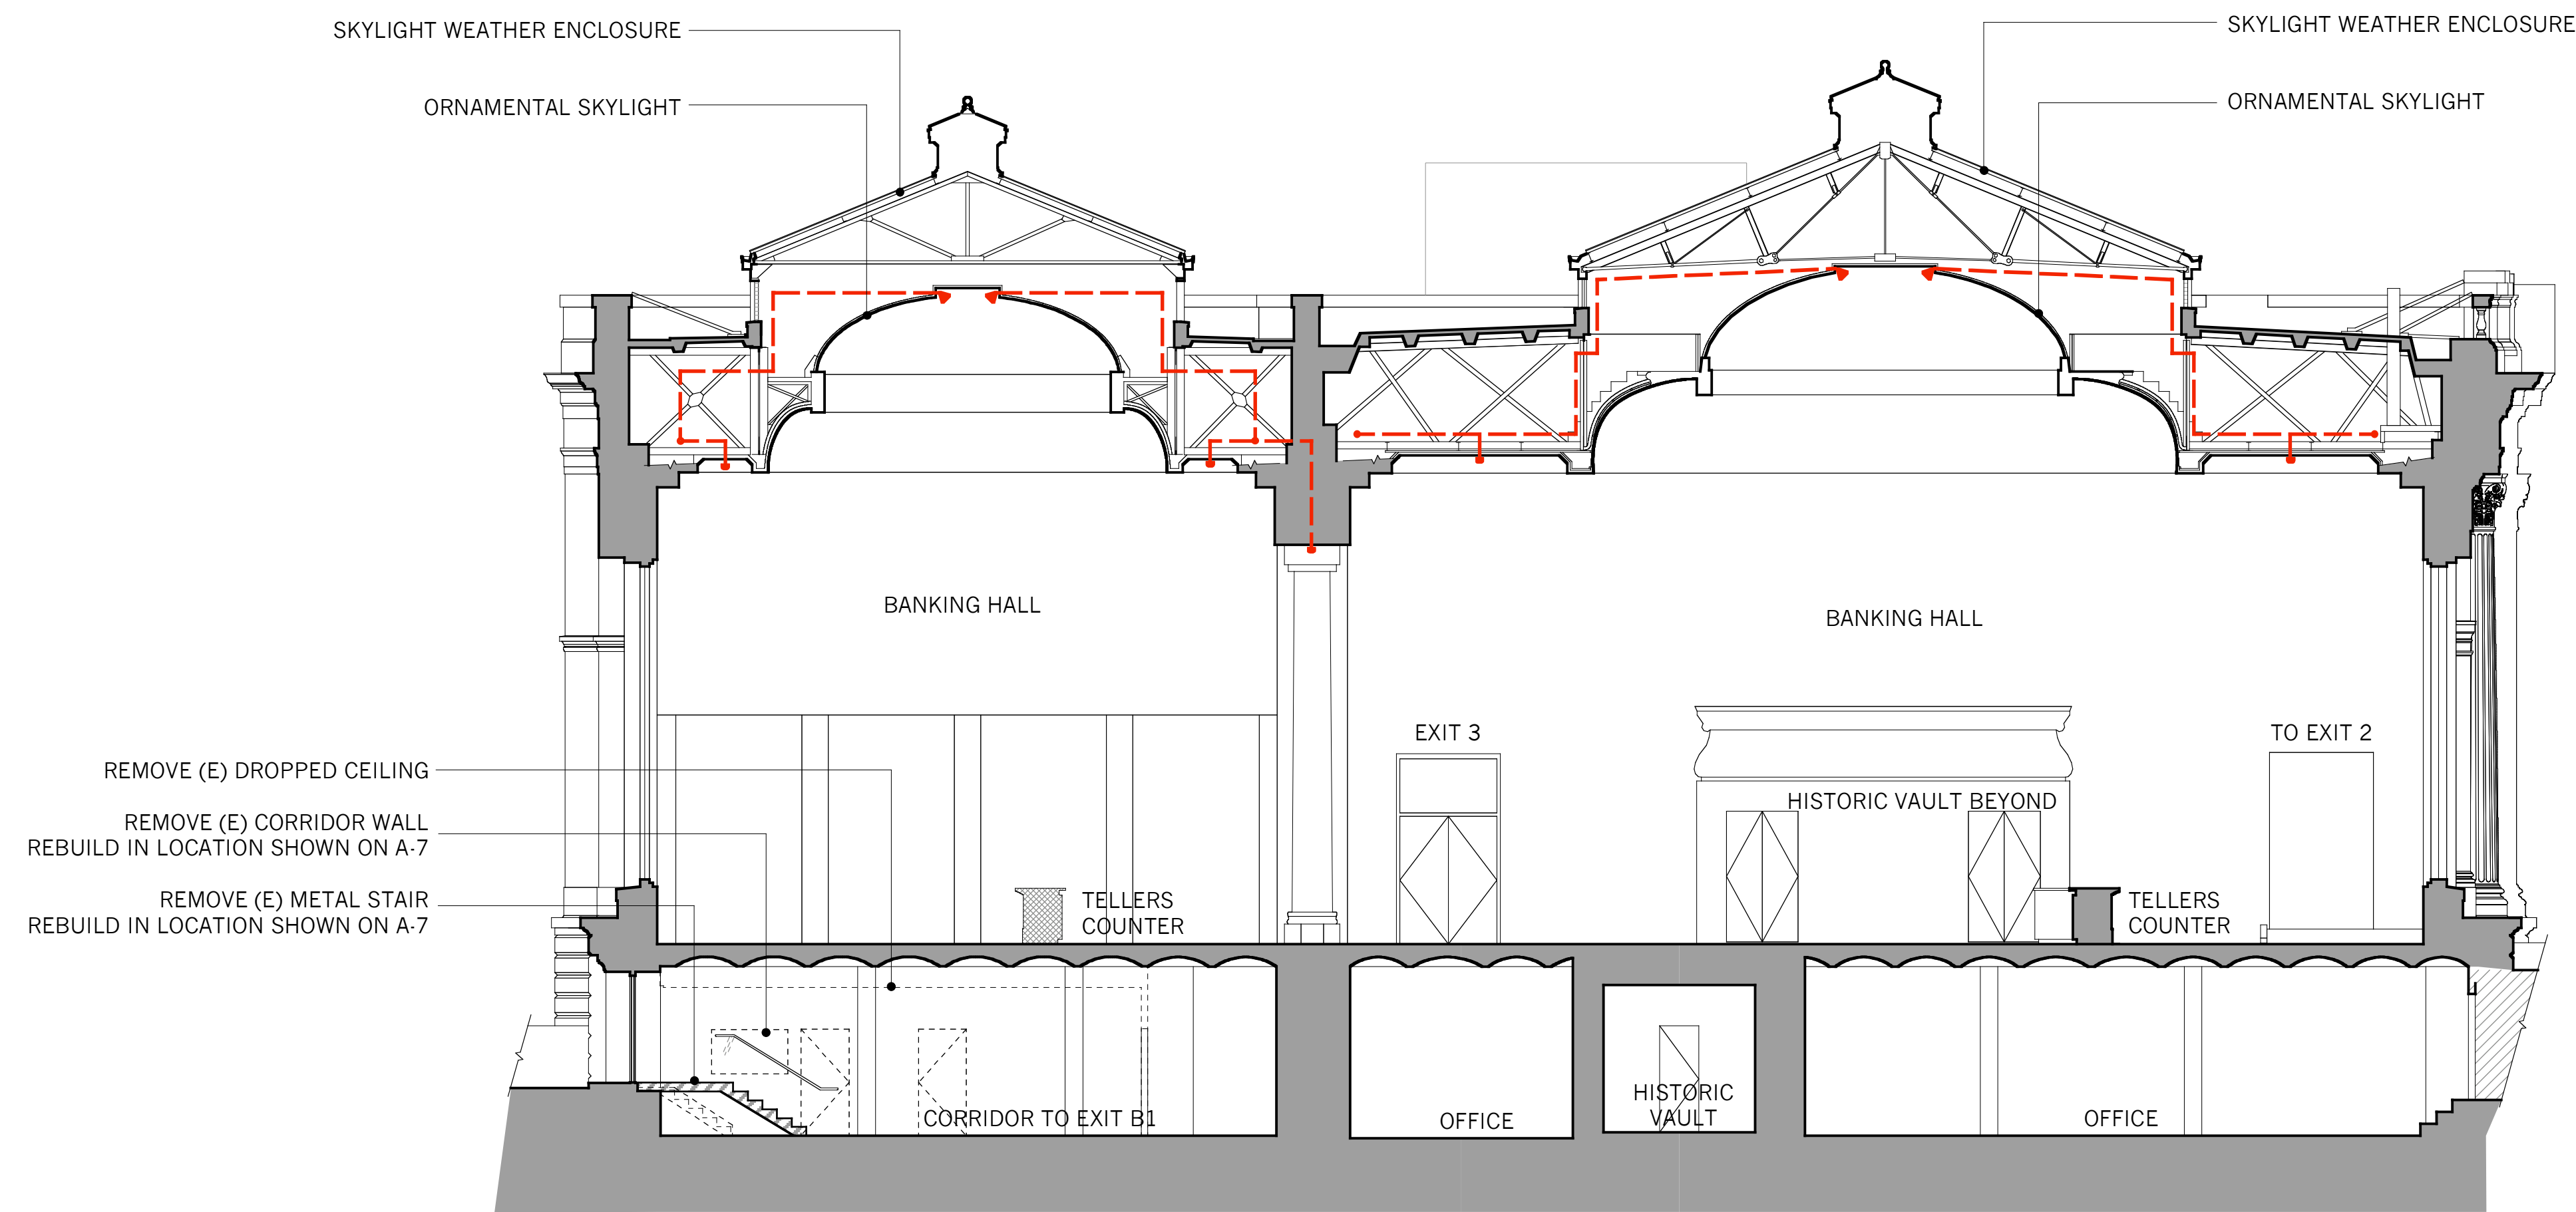 SKYLIGHT WEATHER ENCLOSURE
SKYLIGHT WEATHER ENCLOSURE
ORNAMENTAL SKYLIGHT
ORNAMENTAL SKYLIGHT
BANKING HALL
BANKING HALL
EXIT 3
TO EXIT 2
REMOVE (E) DROPPED CEILING
HISTORIC VAULT BEYOND
REMOVE (E) CORRIDOR WALL
REBUILD IN LOCATION SHOWN ON A-7
REMOVE (E) METAL STAIR
REBUILD IN LOCATION SHOWN ON A-7
TELLERS
COUNTER
TELLERS
COUNTER
CORRIDOR TO EXIT B1
OFFICE
HISTORIC
VAULT
OFFICE